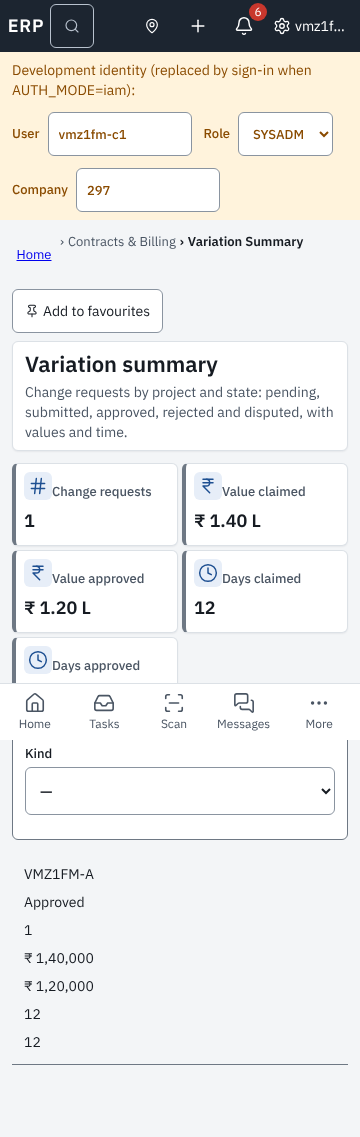 ERP
6
vmz1f...
Development identity (replaced by sign-in when
AUTH_MODE=iam):
User vmz1fm-c1 Role SYSADM
Company 297
Home › Contracts & Billing › Variation Summary
Add to favourites
Variation summary
Change requests by project and state: pending,
submitted, approved, rejected and disputed, with
values and time.
Change requests
1
₹ Value claimed
₹ 1.40 L
₹ Value approved
₹ 1.20 L
Days claimed
12
Days approved
Home Tasks Scan Messages More
Kind
—
VMZ1FM-A
Approved
1
₹ 1,40,000
₹ 1,20,000
12
12